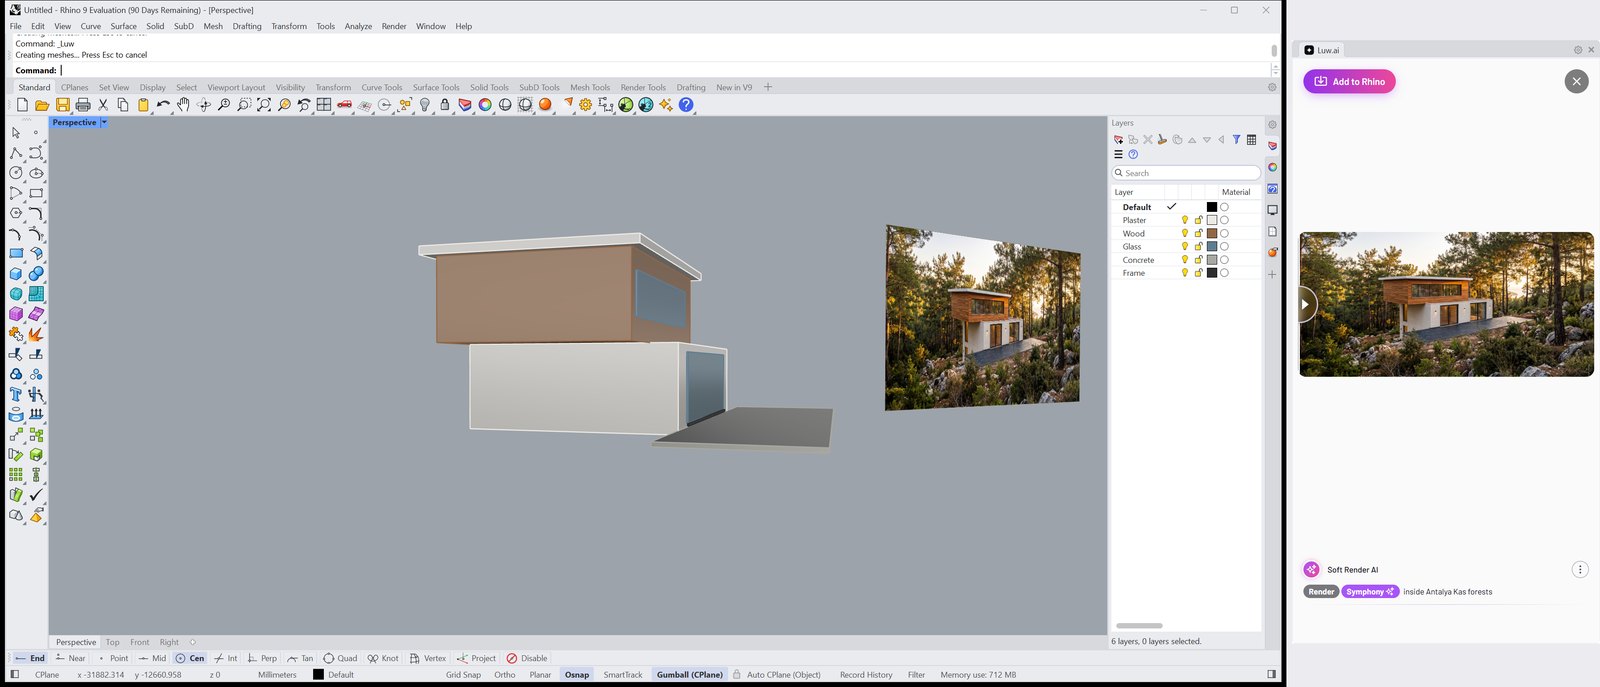 Untitled - Rhino 9 Evaluation (90 Days Remaining) - [Perspective]
File Edit View Curve Surface Solid SubD Mesh Drafting Transform Tools Analyze Render Window Help
Command: _Luw
Creating meshes... Press Esc to cancel
Command:
Standard CPlanes Set View Display Select Viewport Layout Visibility Transform Curve Tools Surface Tools Solid Tools SubD Tools Mesh Tools Render Tools Drafting New in V9
Perspective
Layers
Search
Layer Material
Default
Plaster
Wood
Glass
Concrete
Frame
6 layers, 0 layers selected.
Perspective Top Front Right
End Near Point Mid Cen Int Perp Tan Quad Knot Vertex Project Disable
CPlane x -31882.314 y -12660.958 z 0 Millimeters Default Grid Snap Ortho Planar Osnap SmartTrack Gumball (CPlane) Auto CPlane (Object) Record History Filter Memory use: 712 MB
Luw.ai
Add to Rhino
Soft Render AI
Render Symphony inside Antalya Kas forests